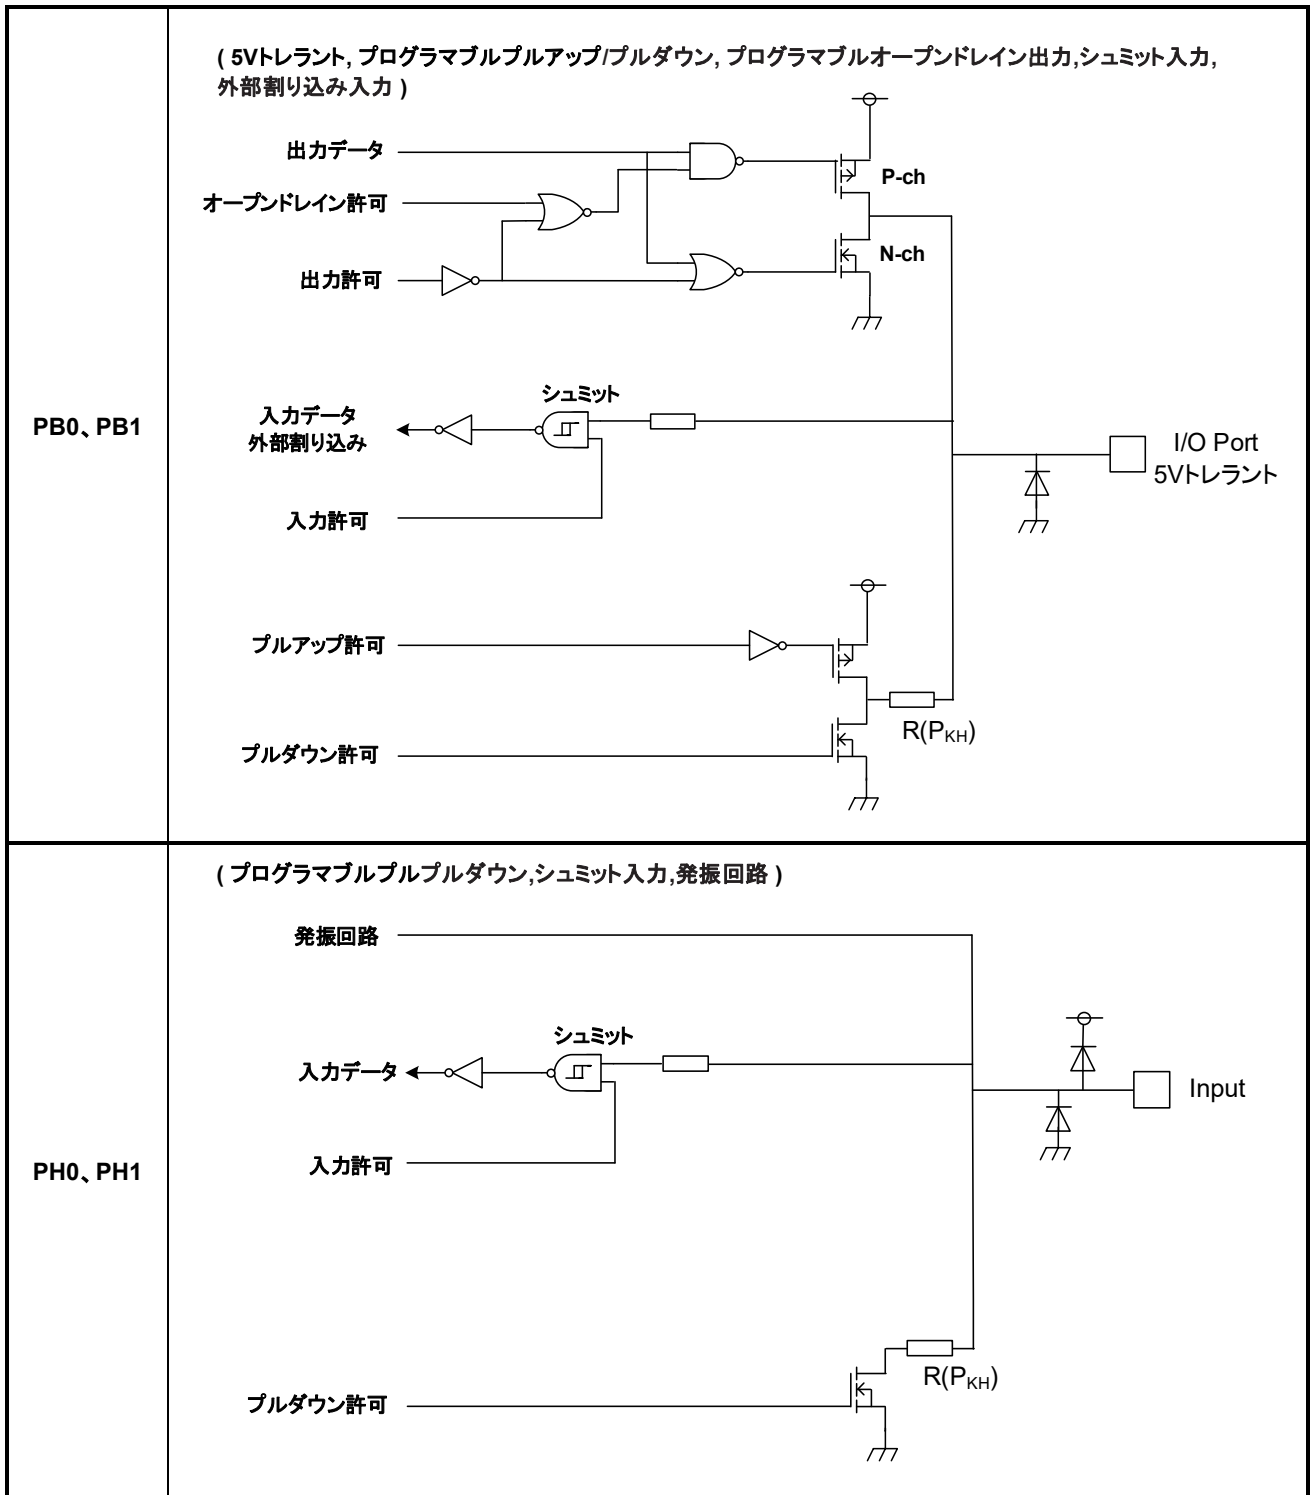 ( 5Vトレラント, プログラマブルプルアップ/プルダウン, プログラマブルオープンドレイン出力,シュミット入力,
外部割り込み入力 )
出力データ
オープンドレイン許可
出力許可
P-ch
N-ch
シュミット
入力データ
外部割り込み
入力許可
PB0、PB1
I/O Port
5Vトレラント
プルアップ許可
プルダウン許可
R(PKH)
( プログラマブルプルプルダウン,シュミット入力,発振回路 )
発振回路
シュミット
入力データ
入力許可
PH0、PH1
Input
R(PKH)
プルダウン許可